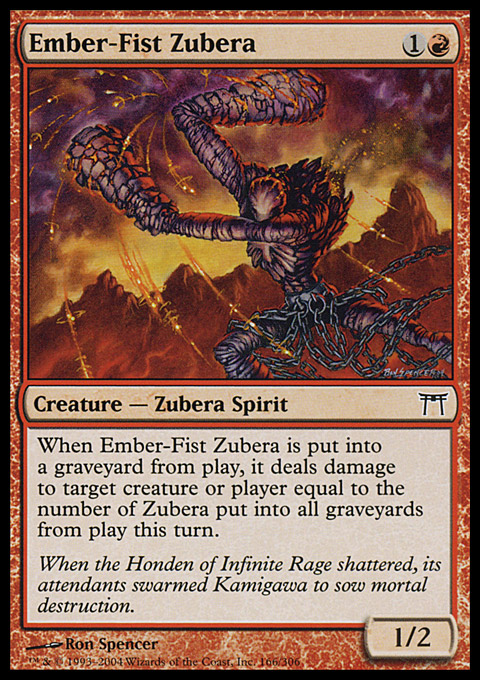 Ember-Fist Zubera 1
Creature — Zubera Spirit
When Ember-Fist Zubera is put into
a graveyard from play, it deals damage
to target creature or player equal to the
number of Zubera put into all graveyards
from play this turn.
When the Honden of Infinite Rage shattered, its
attendants swarmed Kamigawa to sow mortal
destruction.
1/2
Ron Spencer
™ & © 1993-2004 Wizards of the Coast, Inc. 166/306